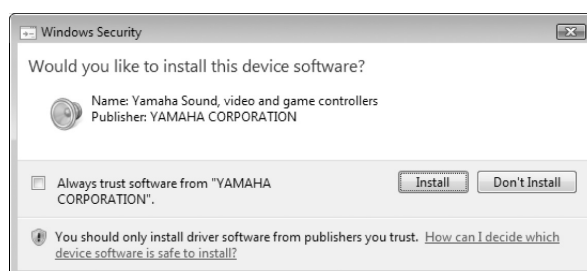 Windows Security
Would you like to install this device software?
Name: Yamaha Sound, video and game controllers
Publisher: YAMAHA CORPORATION
Always trust software from "YAMAHA
CORPORATION".
Install
Don't Install
You should only install driver software from publishers you trust. How can I decide which
device software is safe to install?